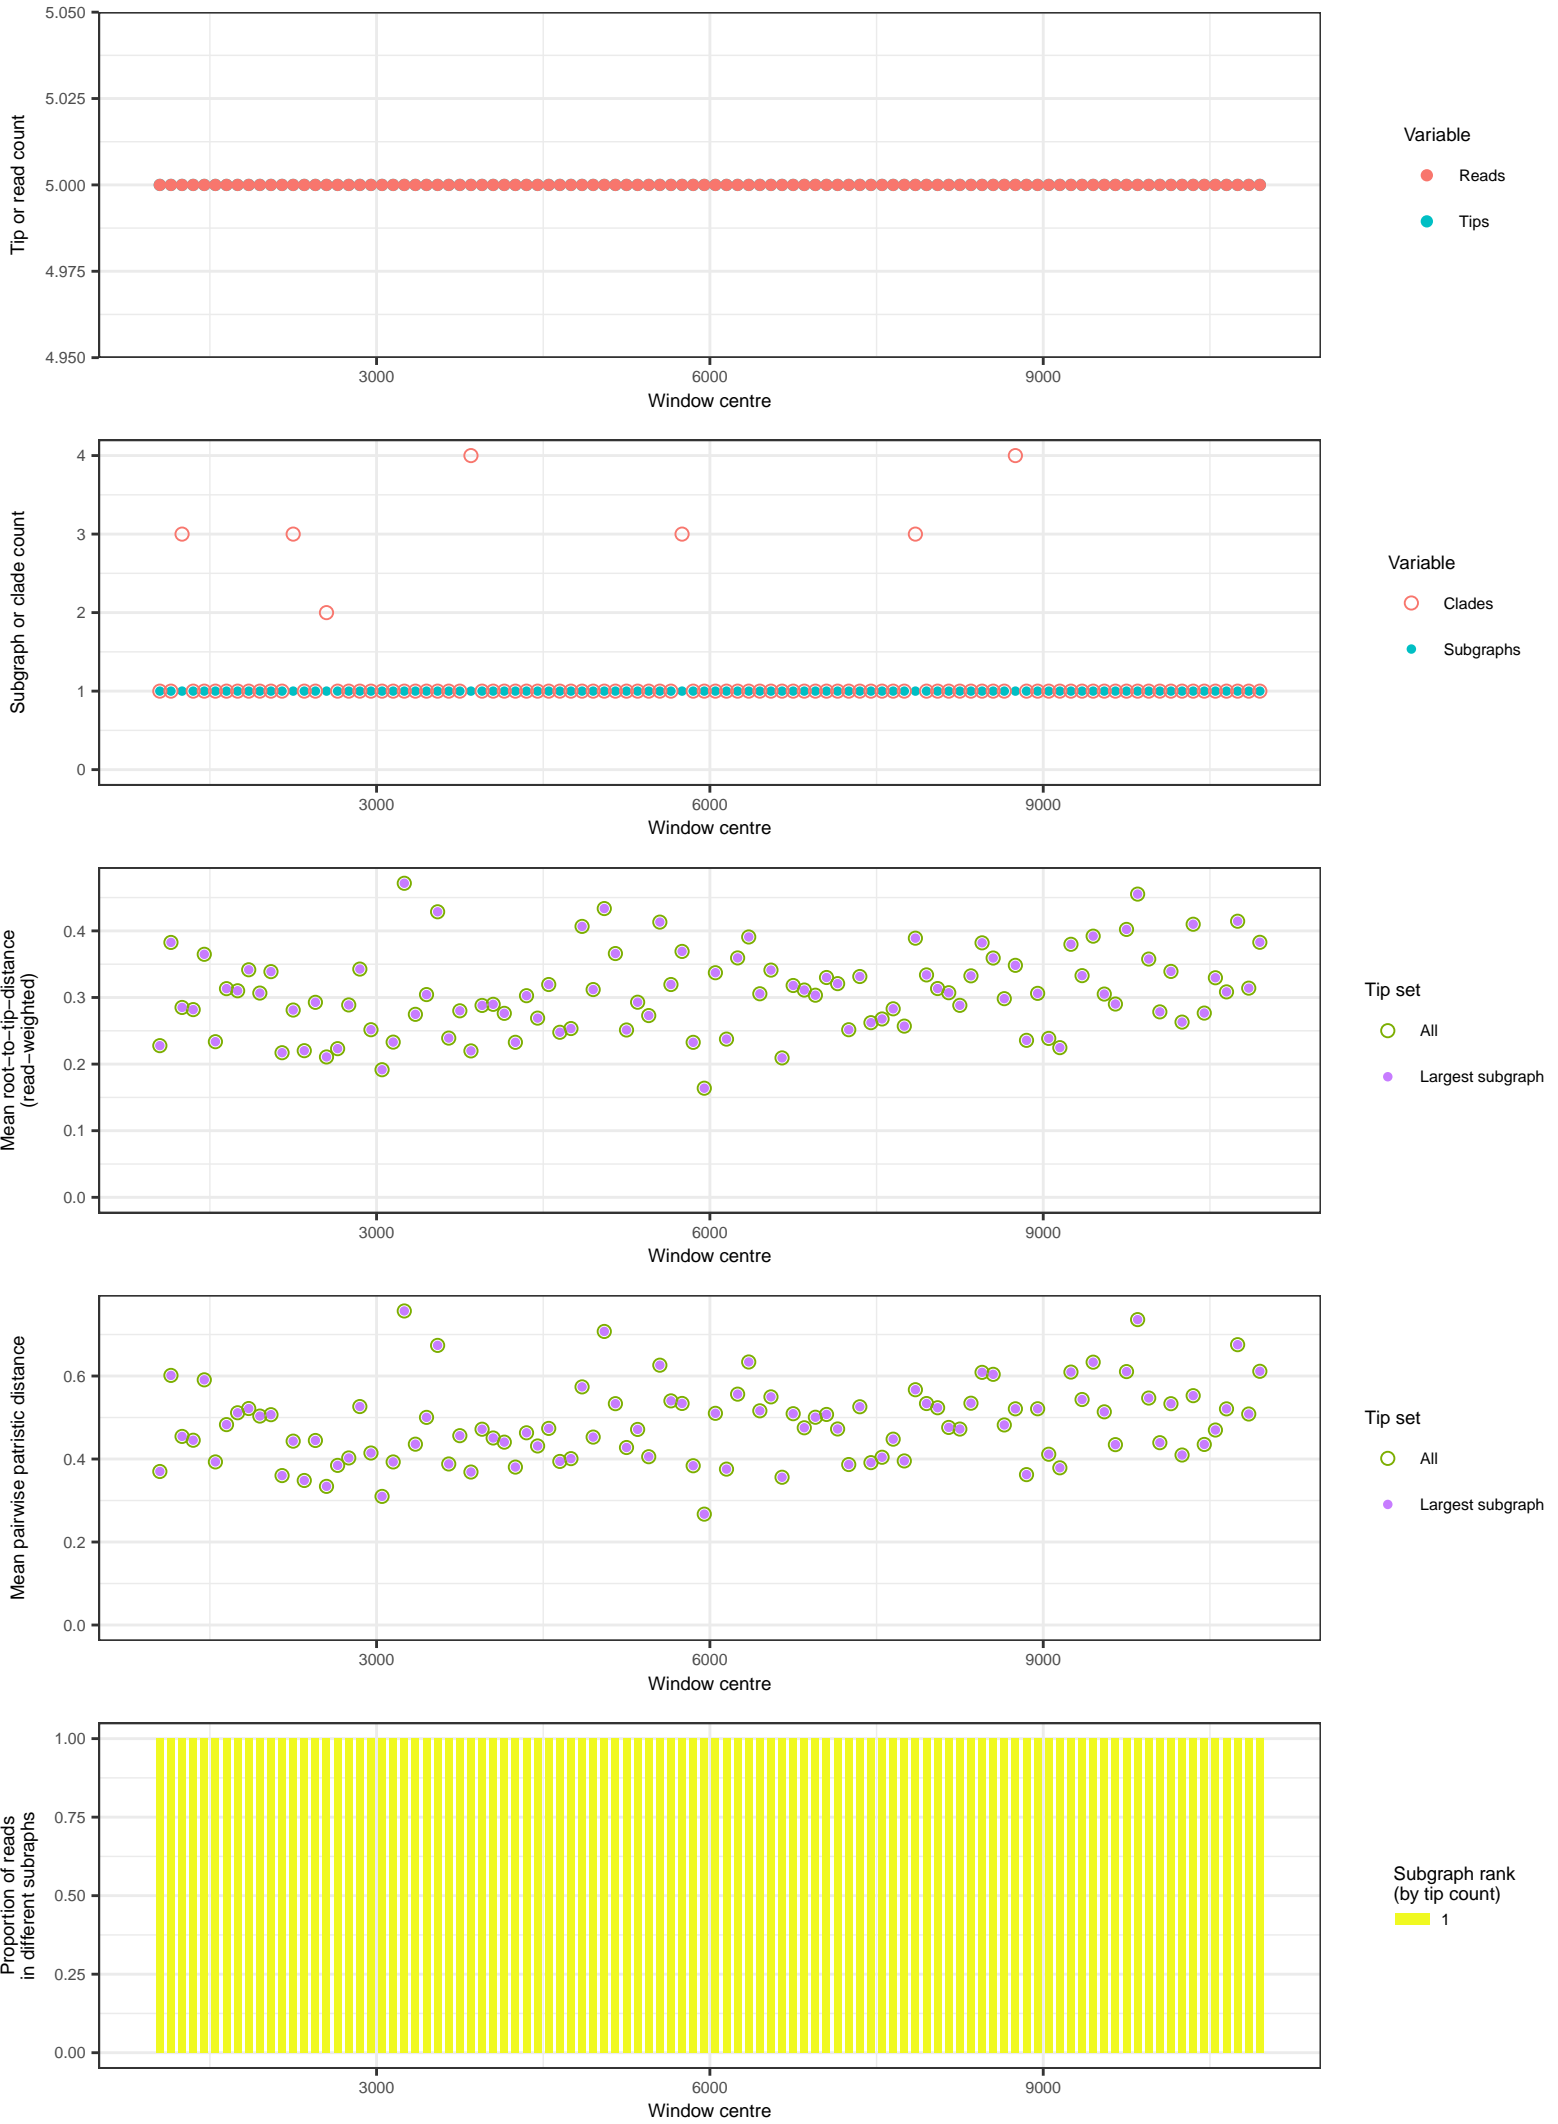 5.050
5.025
5.000
4.975
4.950
Tip or read count
3000
6000
9000
Window centre
Variable
Reads
Tips
4
3
2
1
0
Subgraph or clade count
3000
6000
9000
Window centre
Variable
Clades
Subgraphs
0.4
0.3
0.2
0.1
0.0
Mean root−to−tip−distance
(read−weighted)
3000
6000
9000
Window centre
Tip set
All
Largest subgraph
0.6
0.4
0.2
0.0
Mean pairwise patristic distance
3000
6000
9000
Window centre
Tip set
All
Largest subgraph
1.00
0.75
0.50
0.25
0.00
Proportion of reads
in different subraphs
3000
6000
9000
Window centre
Subgraph rank
(by tip count)
1